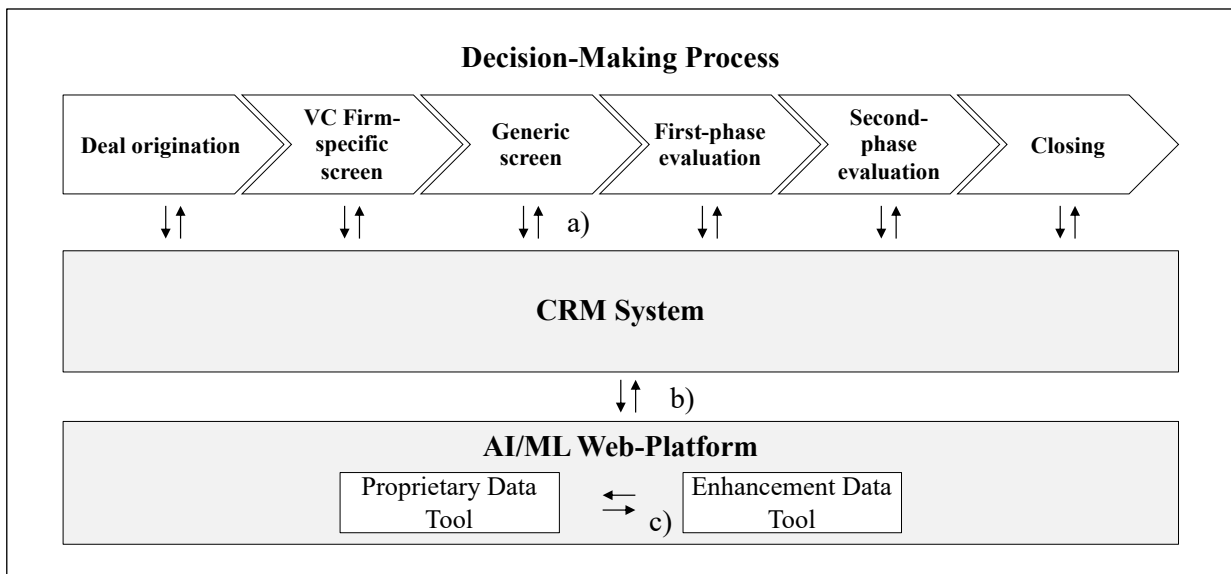 Decision-Making Process
Deal origination
VC Firm-
specific
screen
Generic
screen
First-phase
evaluation
Second-
phase
evaluation
Closing
a)
CRM System
b)
AI/ML Web-Platform
Proprietary Data
Tool
Enhancement Data
Tool
c)